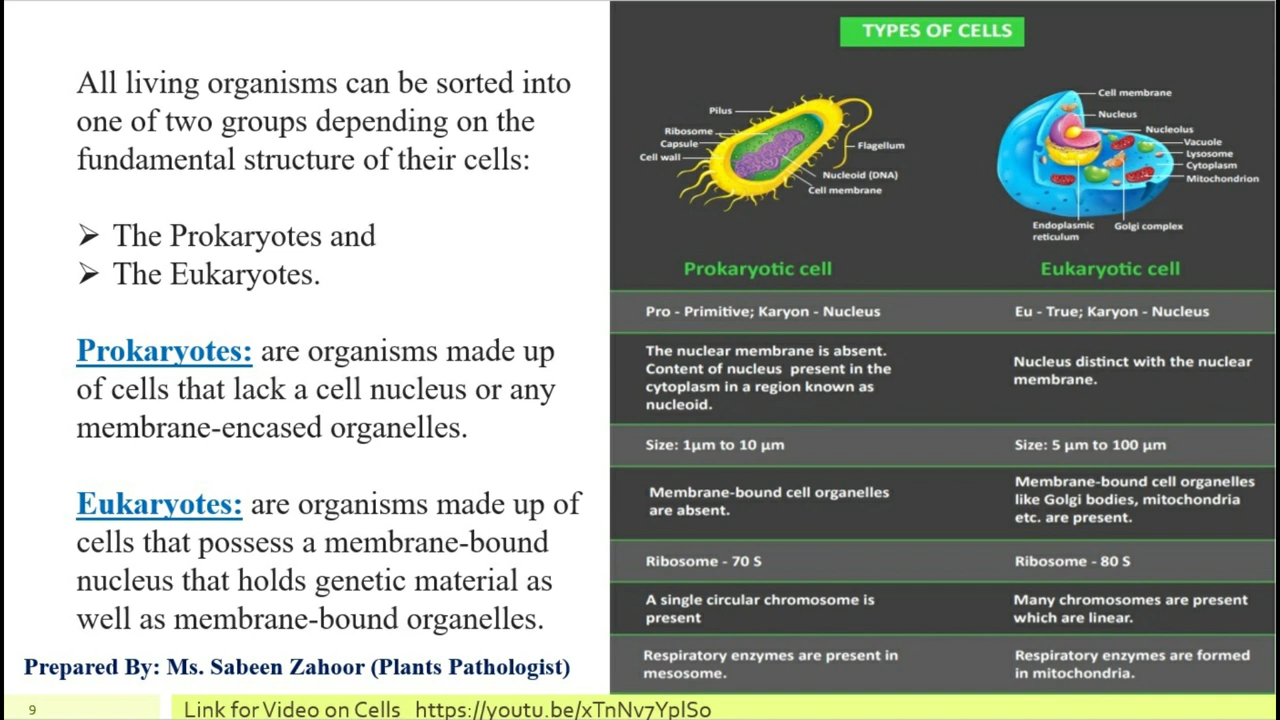 All living organisms can be sorted into
one of two groups depending on the
fundamental structure of their cells:
➢ The Prokaryotes and
➢ The Eukaryotes.
Prokaryotes: are organisms made up
of cells that lack a cell nucleus or any
membrane-encased organelles.
Eukaryotes: are organisms made up of
cells that possess a membrane-bound
nucleus that holds genetic material as
well as membrane-bound organelles.
Prepared By: Ms. Sabeen Zahoor (Plants Pathologist)
TYPES OF CELLS
Pilus
Ribosome
Capsule
Cell wall
Flagellum
Nucleoid (DNA)
Cell membrane
Cell membrane
Nucleus
Nucleolus
Vacuole
Lysosome
Cytoplasm
Mitochondrion
Endoplasmic
reticulum
Golgi complex
Prokaryotic cell
Eukaryotic cell
Pro - Primitive; Karyon - Nucleus
Eu - True; Karyon - Nucleus
The nuclear membrane is absent.
Content of nucleus present in the
cytoplasm in a region known as
nucleoid.
Nucleus distinct with the nuclear
membrane.
Size: 1µm to 10 µm
Size: 5 µm to 100 µm
Membrane-bound cell organelles
are absent.
Membrane-bound cell organelles
like Golgi bodies, mitochondria
etc. are present.
Ribosome - 70 S
Ribosome - 80 S
A single circular chromosome is
present
Many chromosomes are present
which are linear.
Respiratory enzymes are present in
mesosome.
Respiratory enzymes are formed
in mitochondria.
9
Link for Video on Cells https://youtu.be/xTnNv7YplSo